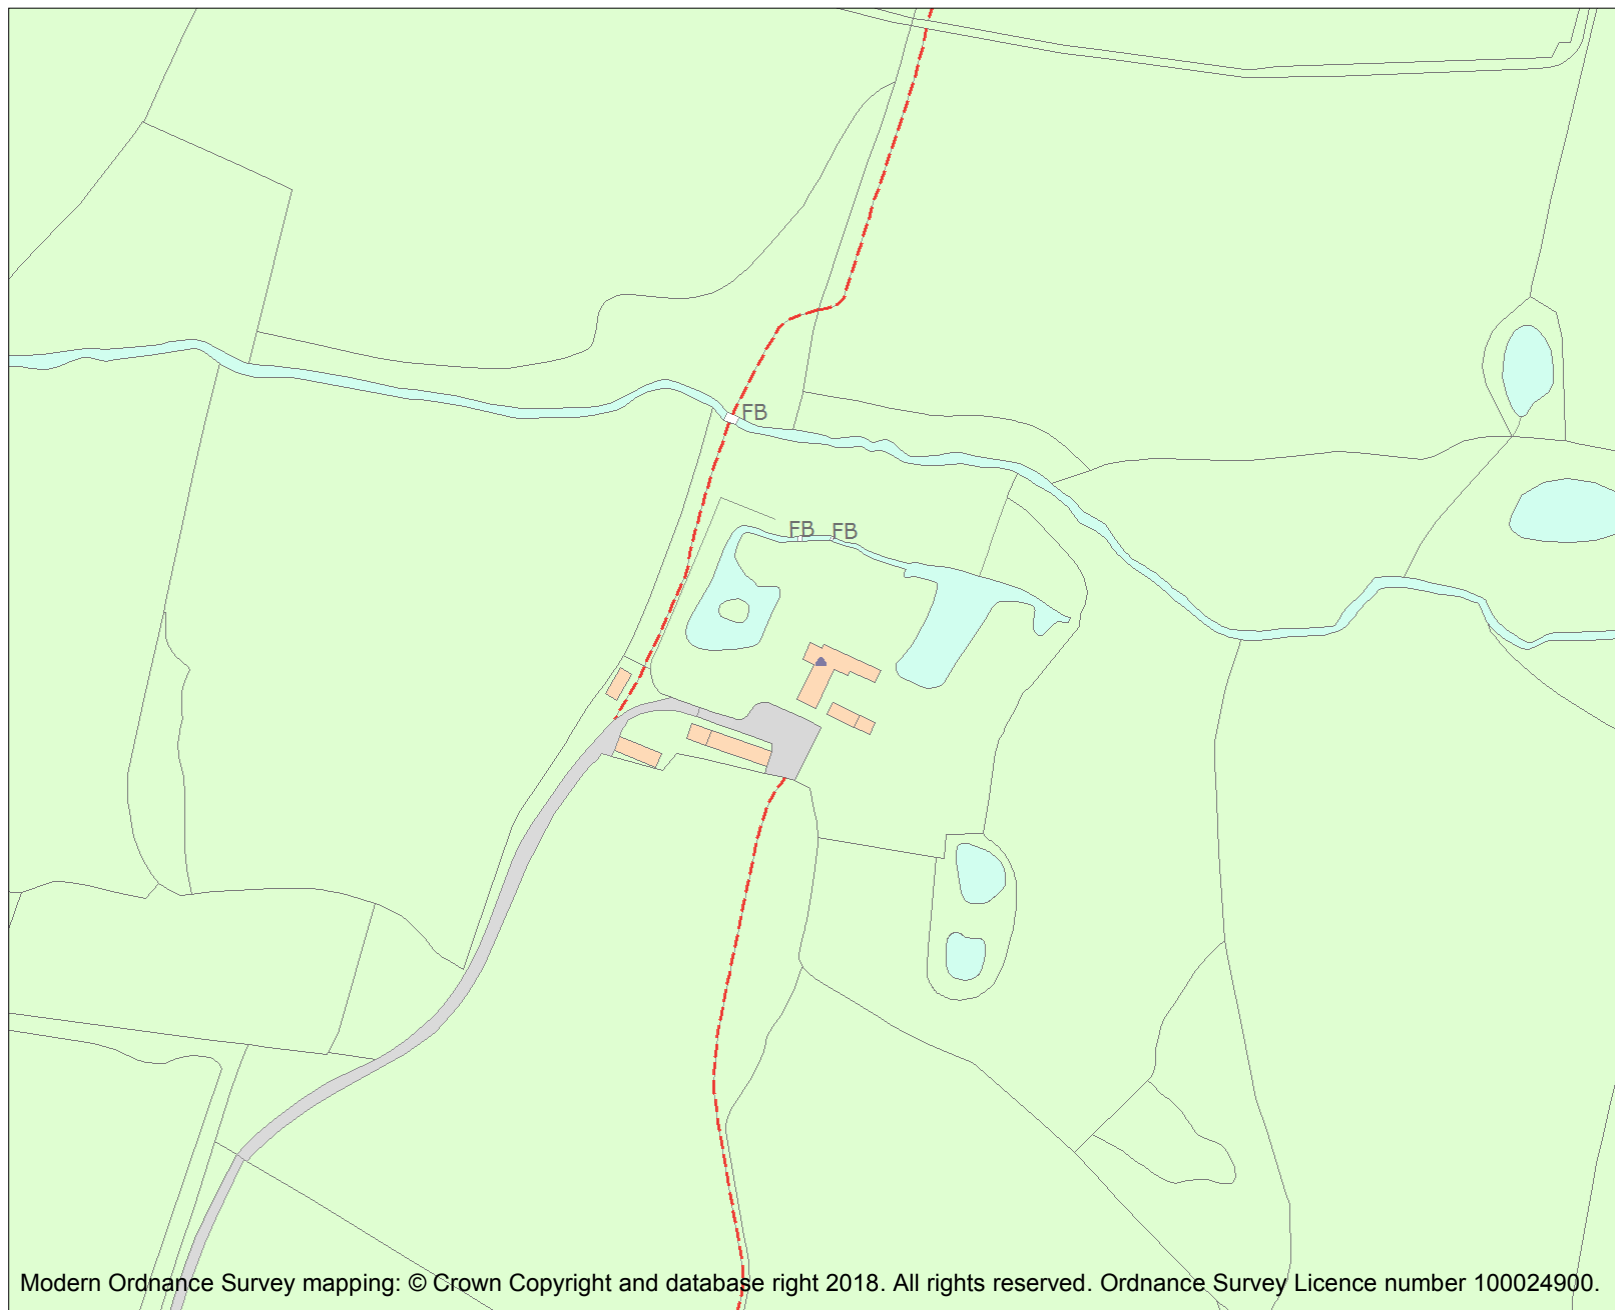 FB
FB FB
Modern Ordnance Survey mapping: © Crown Copyright and database right 2018. All rights reserved. Ordnance Survey Licence number 100024900.